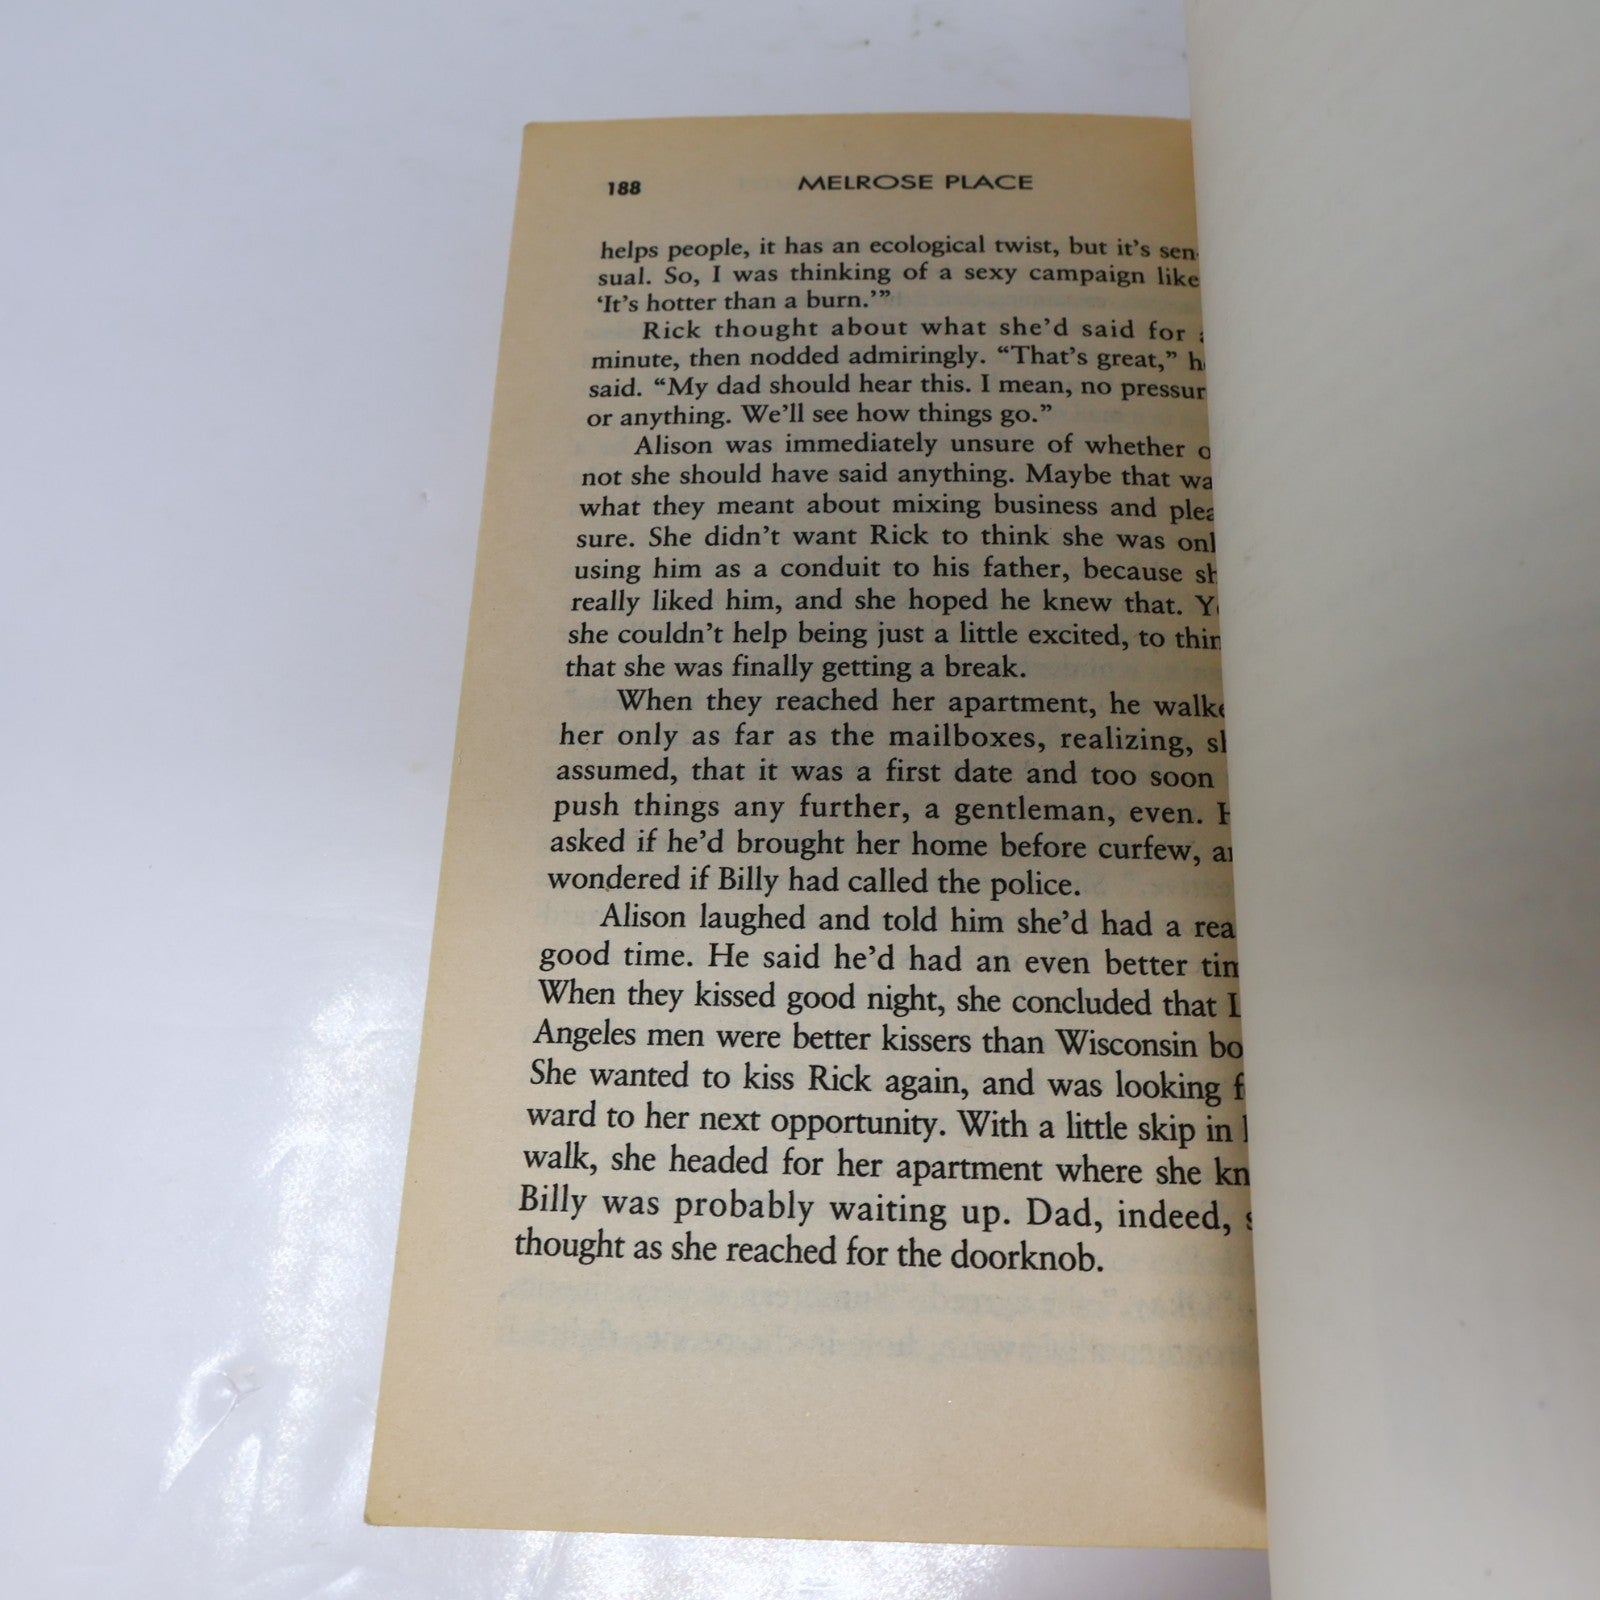 188 MELROSE PLACE
helps people, it has an ecological twist, but it's sen-
sual. So, I was thinking of a sexy campaign like
‘It's hotter than a burn.’”
Rick thought about what she'd said for
minute, then nodded admiringly. “That's great,”
said. “My dad should hear this. I mean, no
or anything. We'll see how things go.”
Alison was immediately unsure of whether
not she should have said anything. Maybe that
what they meant about mixing business and
sure. She didn't want Rick to think she was
using him as a conduit to his father, because
really liked him, and she hoped he knew that.
she couldn't help being just a little excited, to
that she was finally getting a break.
When they reached her apartment, he
her only as far as the mailboxes, realizing,
assumed, that it was a first date and too soon
push things any further, a gentleman, even.
asked if he'd brought her home before curfew,
wondered if Billy had called the police.
Alison laughed and told him she'd had a
good time. He said he'd had an even better
When they kissed good night, she concluded that
Angeles men were better kissers than Wisconsin
She wanted to kiss Rick again, and was looking
ward to her next opportunity. With a little skip in
walk, she headed for her apartment where she
Billy was probably waiting up. Dad, indeed,
thought as she reached for the doorknob.